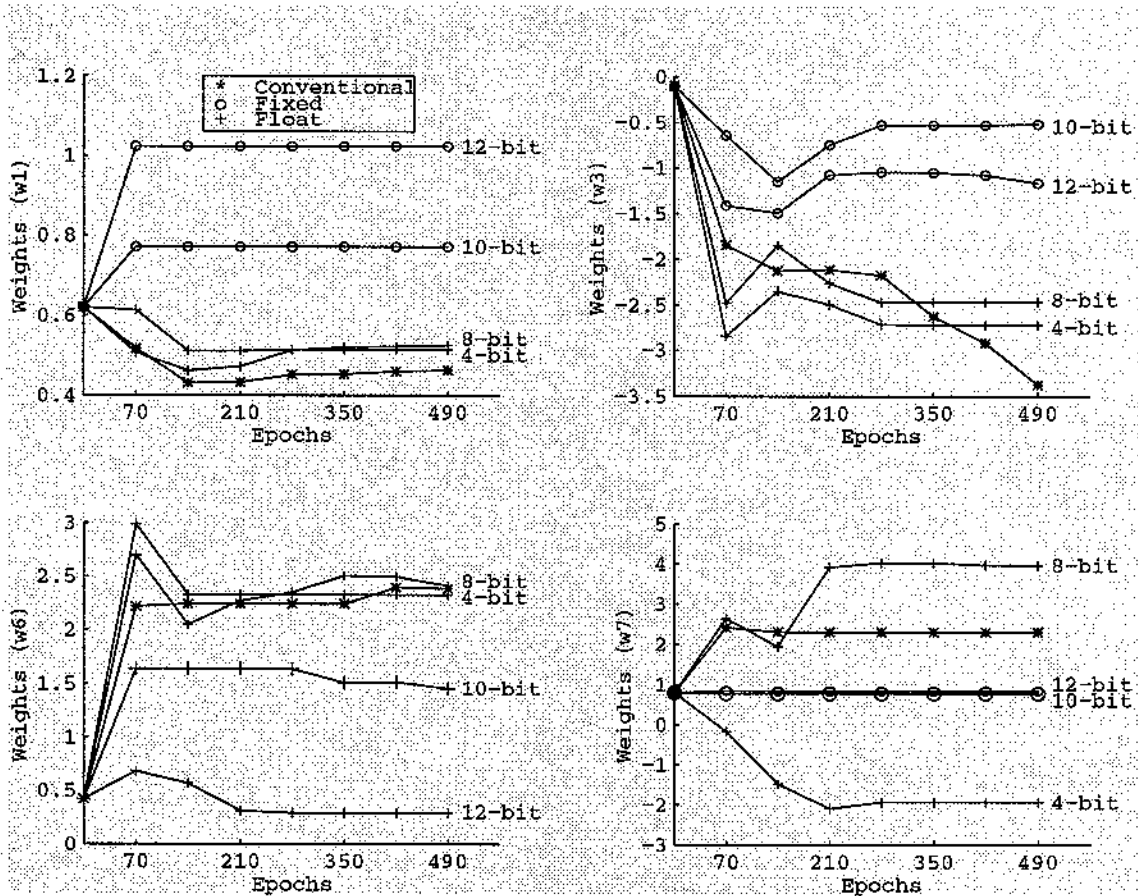 1.2
1
0.8
0.6
0.4
Weights (w1)
* Conventional
o Fixed
+ Float
12-bit
10-bit
8-bit
4-bit
70
210
350
490
Epochs
0
-0.5
-1
-1.5
-2
-2.5
-3
-3.5
Weights (w3)
10-bit
12-bit
8-bit
4-bit
70
210
350
490
Epochs
3
2.5
2
1.5
1
0.5
0
Weights (w6)
8-bit
4-bit
10-bit
12-bit
70
210
350
490
Epochs
5
4
3
2
1
0
-1
-2
-3
Weights (w7)
8-bit
12-bit
10-bit
4-bit
70
210
350
490
Epochs